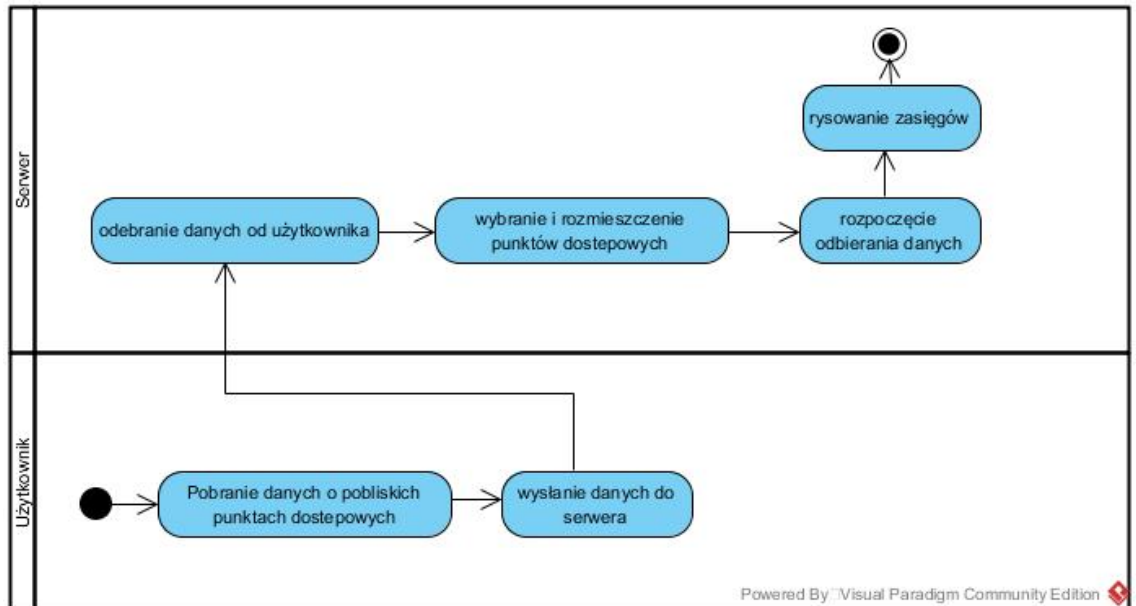 Serwer
rysowanie zasięgów
odebranie danych od użytkownika
wybranie i rozmieszczenie
punktów dostepowych
rozpoczęcie
odbierania danych
Użytkownik
Pobranie danych o pobliskich
punktach dostepowych
wysłanie danych do
serwera
Powered By Visual Paradigm Community Edition